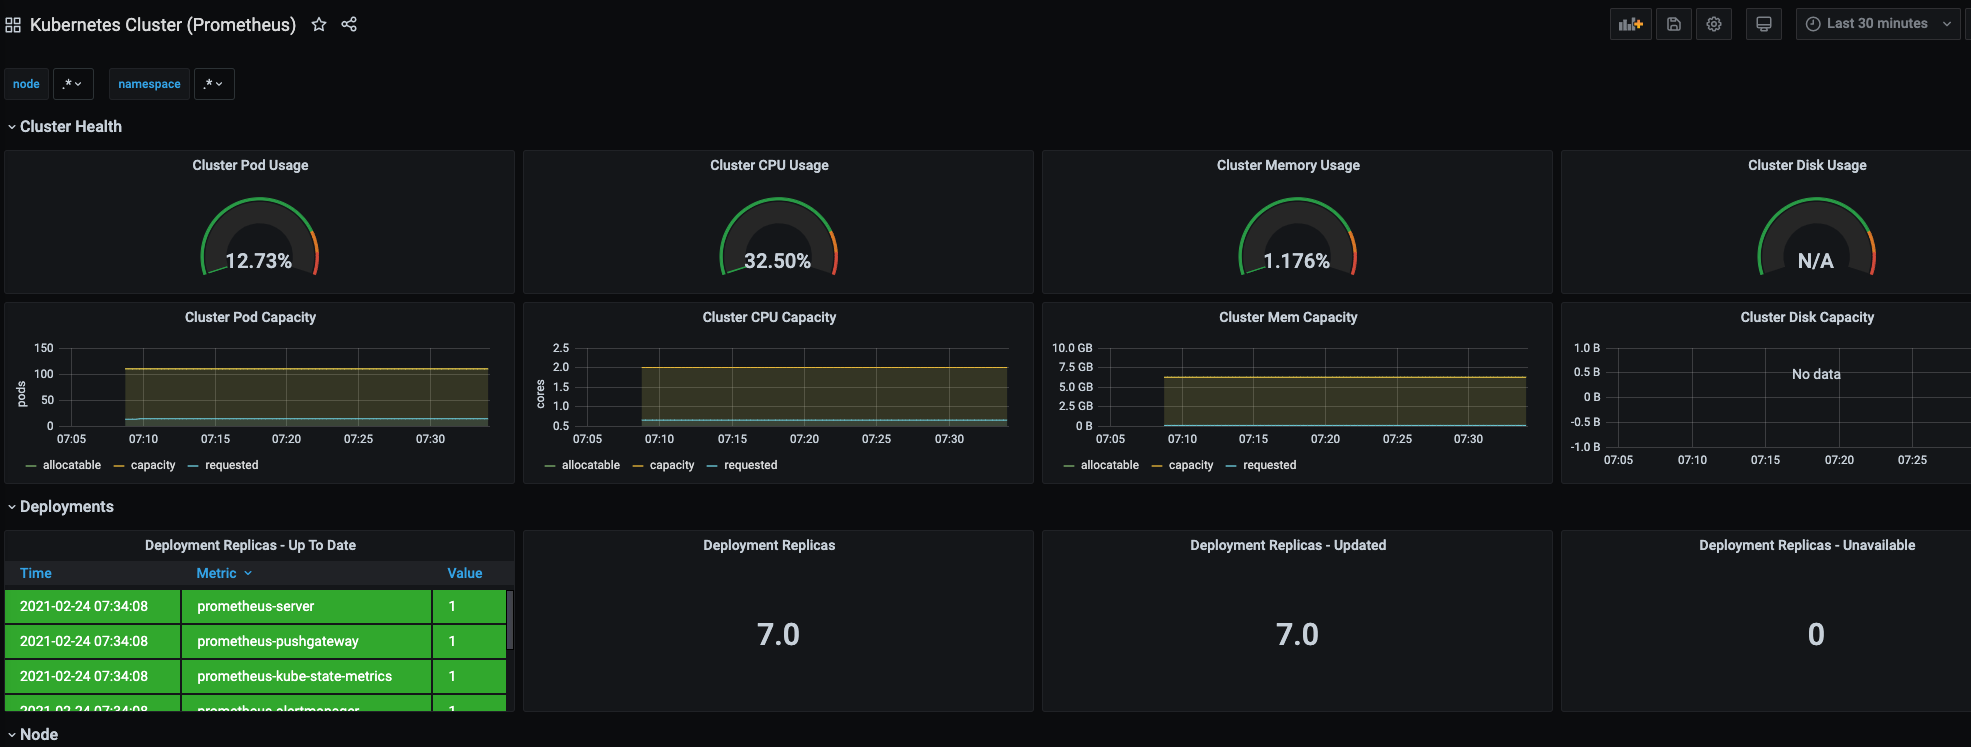 Kubernetes Cluster (Prometheus)
Last 30 minutes
node .* namespace .*
Cluster Health
Cluster Pod Usage
12.73%
Cluster CPU Usage
32.50%
Cluster Memory Usage
1.176%
Cluster Disk Usage
N/A
Cluster Pod Capacity
pods
150
100
50
0
07:05 07:10 07:15 07:20 07:25 07:30
allocatable capacity requested
Cluster CPU Capacity
cores
2.5
2.0
1.5
1.0
0.5
07:05 07:10 07:15 07:20 07:25 07:30
allocatable capacity requested
Cluster Mem Capacity
10.0 GB
7.5 GB
5.0 GB
2.5 GB
0 B
07:05 07:10 07:15 07:20 07:25 07:30
allocatable capacity requested
Cluster Disk Capacity
1.0 B
0.5 B
0 B
-0.5 B
-1.0 B
No data
07:05 07:10 07:15 07:20 07:25
Deployments
Deployment Replicas - Up To Date
Time Metric Value
2021-02-24 07:34:08 prometheus-server 1
2021-02-24 07:34:08 prometheus-pushgateway 1
2021-02-24 07:34:08 prometheus-kube-state-metrics 1
2021-02-24 07:34:08 prometheus-alertmanager 1
Deployment Replicas
7.0
Deployment Replicas - Updated
7.0
Deployment Replicas - Unavailable
0
Node